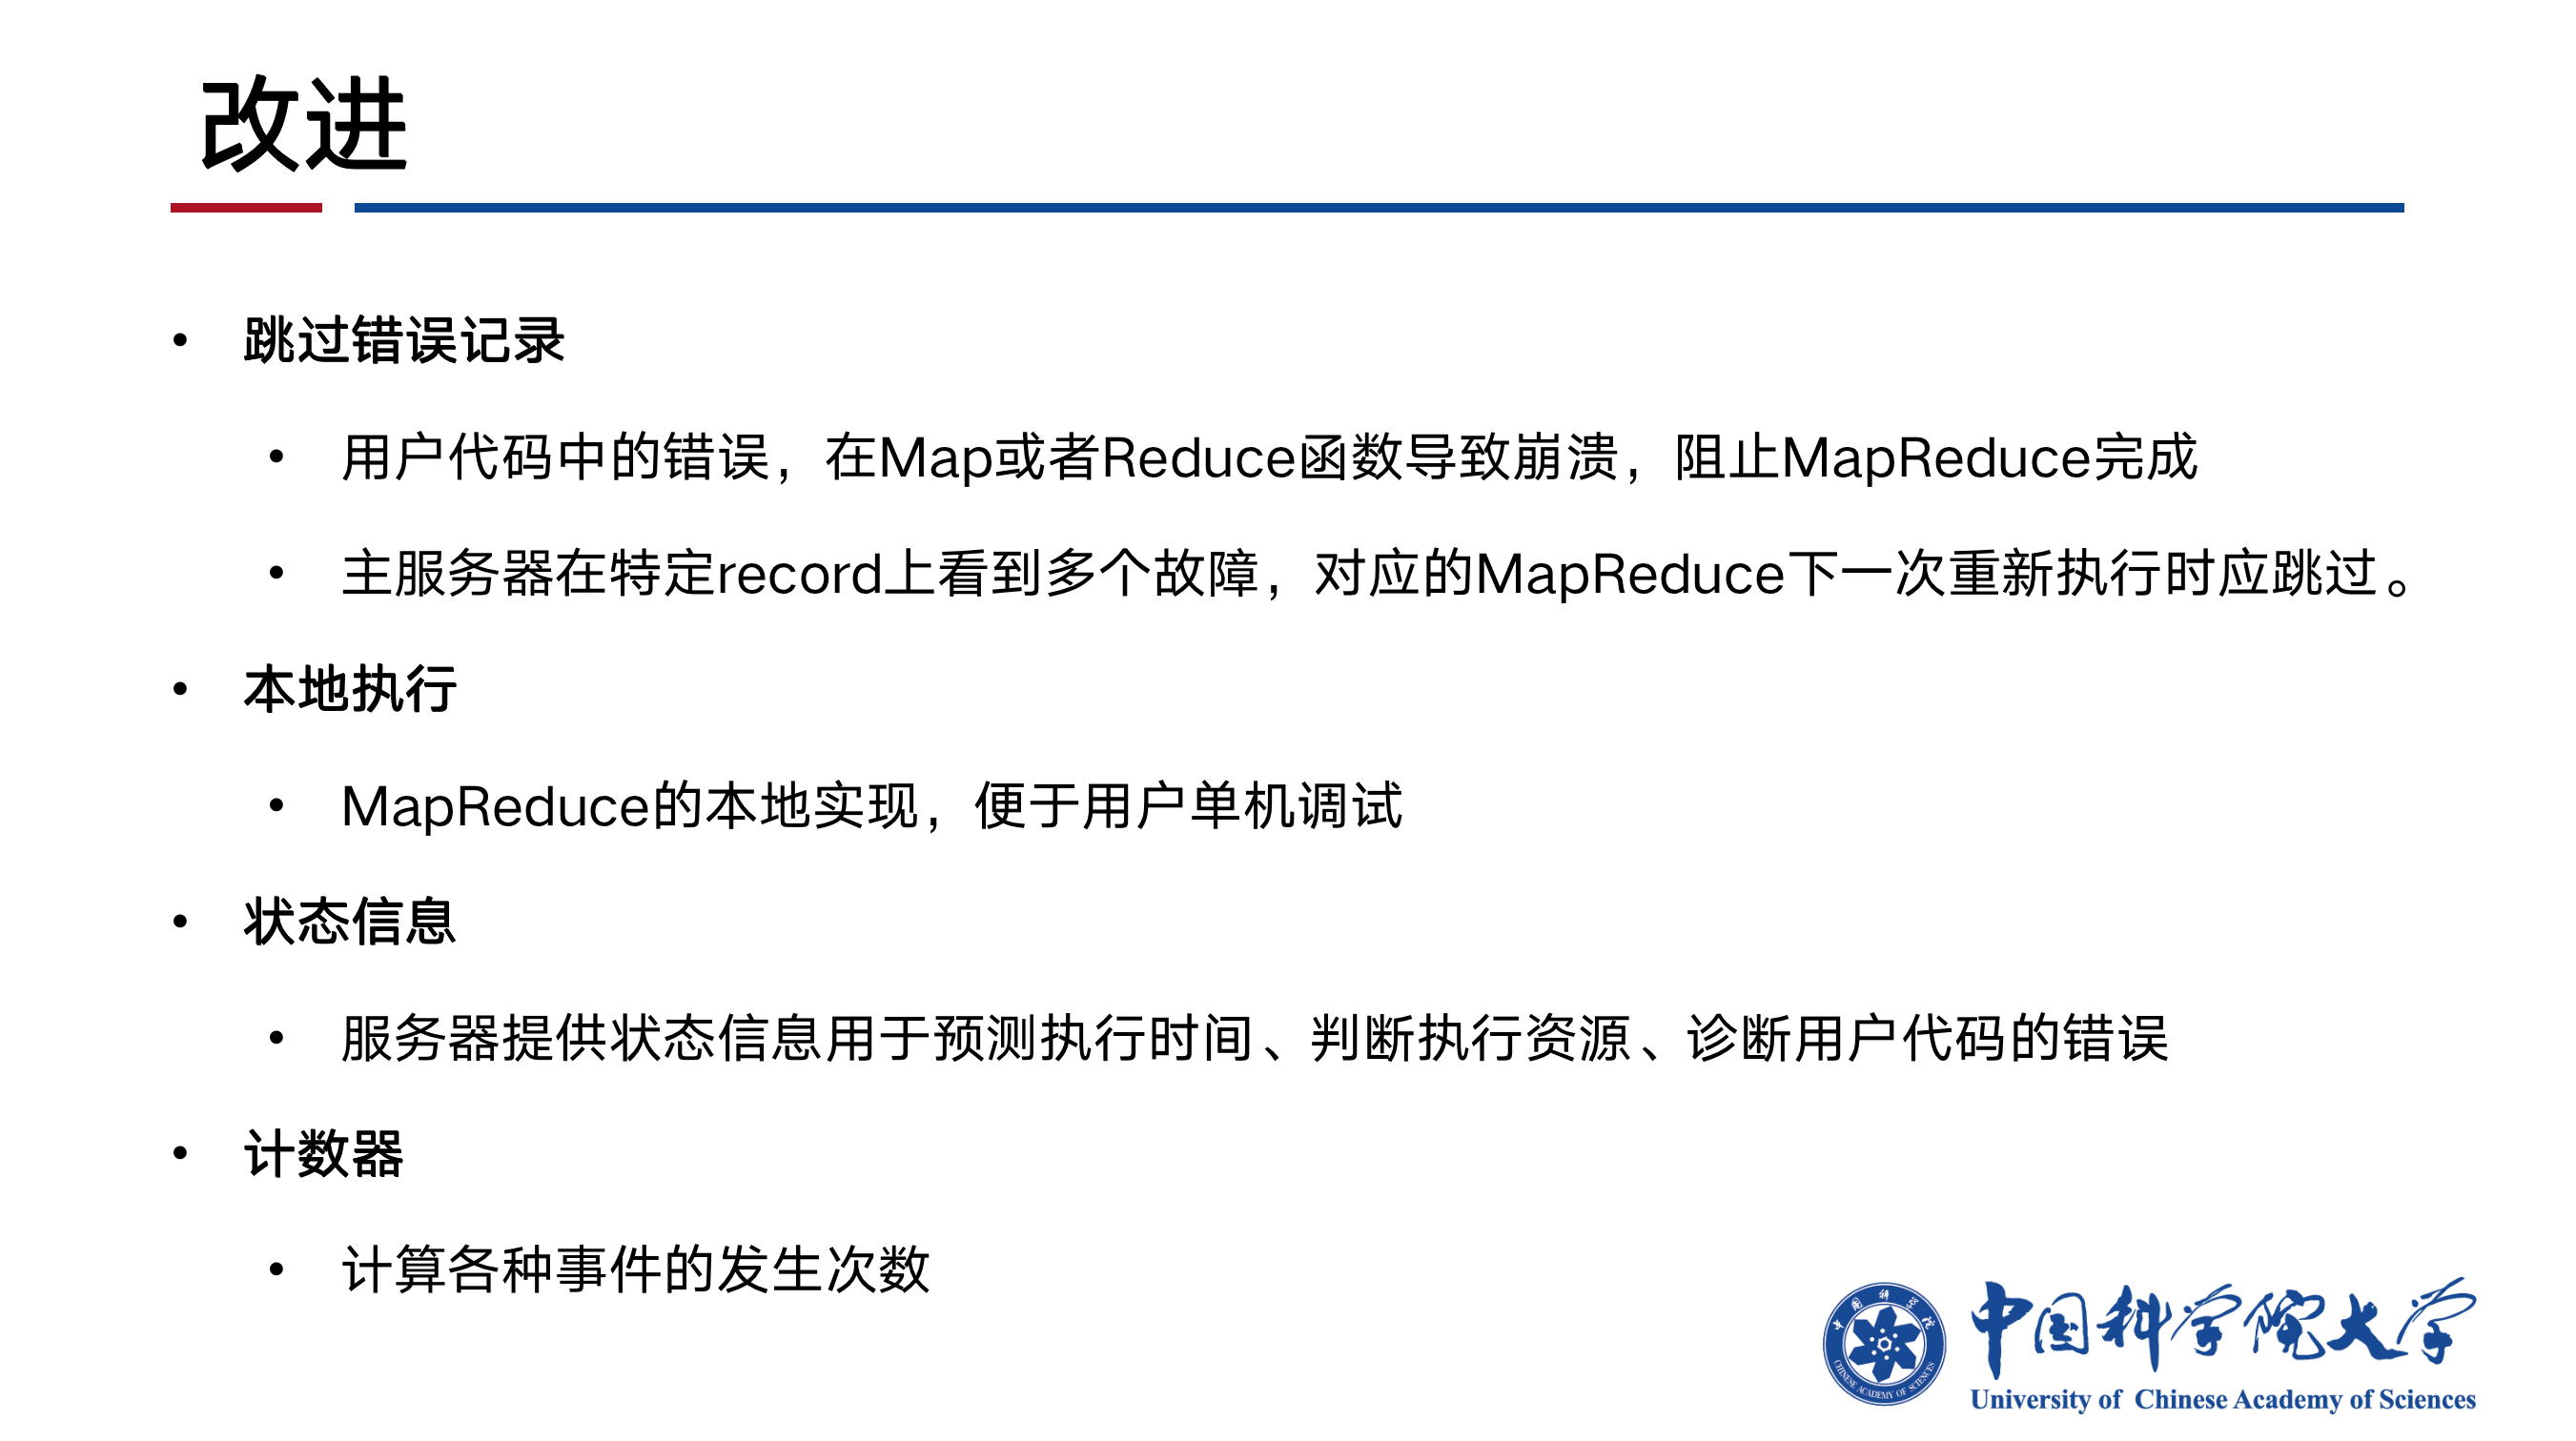 改进
• 跳过错误记录
• 用户代码中的错误，在Map或者Reduce函数导致崩溃，阻止MapReduce完成
• 主服务器在特定record上看到多个故障，对应的MapReduce下一次重新执行时应跳过。
• 本地执行
• MapReduce的本地实现，便于用户单机调试
• 状态信息
• 服务器提供状态信息用于预测执行时间、判断执行资源、诊断用户代码的错误
• 计数器
• 计算各种事件的发生次数
中国科学院
CHINESE ACADEMY OF SCIENCES
中国科学院大学
University of Chinese Academy of Sciences